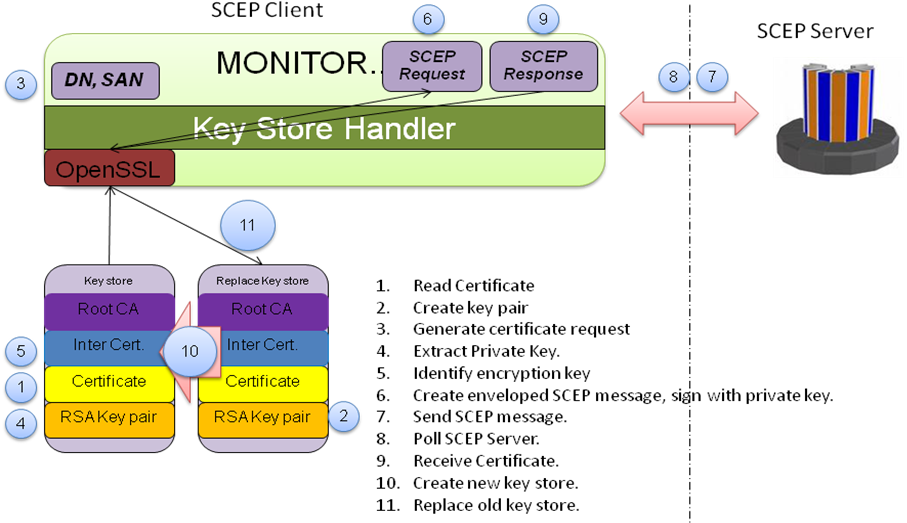 SCEP Client
6
9
SCEP Server
MONITOR..
SCEP
Request
SCEP
Response
3
DN, SAN
8
7
Key Store Handler
OpenSSL
11
Key store
Replace Key store
Root CA
Root CA
5
Inter Cert.
10
Inter Cert.
1
Certificate
Certificate
4
RSA Key pair
RSA Key pair
2
1. Read Certificate
2. Create key pair
3. Generate certificate request
4. Extract Private Key.
5. Identify encryption key
6. Create enveloped SCEP message, sign with private key.
7. Send SCEP message.
8. Poll SCEP Server.
9. Receive Certificate.
10. Create new key store.
11. Replace old key store.